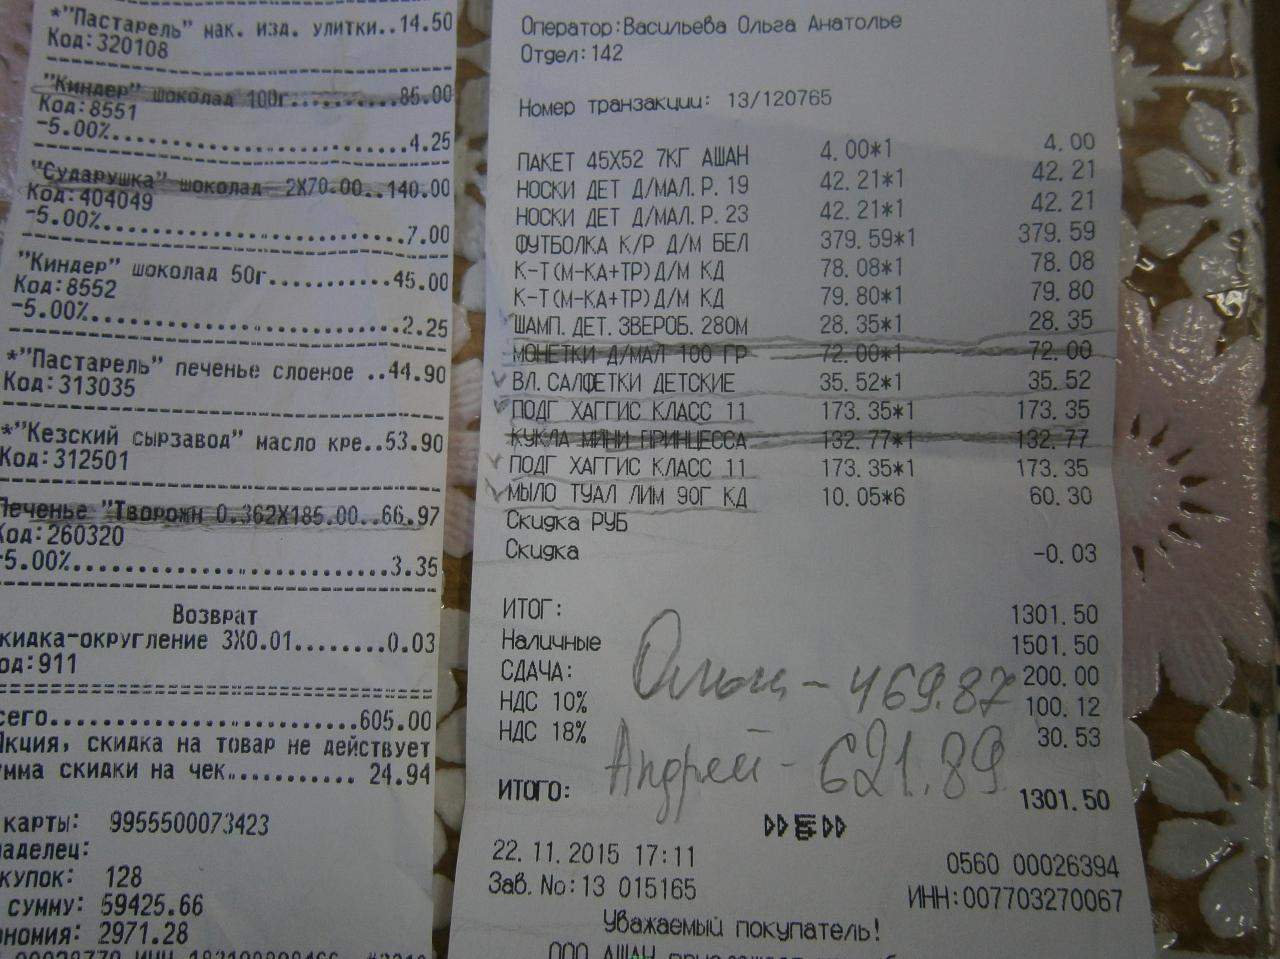 *"Пастарель" мак. изд. улитки..14.50
Код:320108
"Киндер" шоколад 100г..........85.00
Код:8551
-5.00%..........................4.25
"Сударушка" шоколад 2X70.00..140.00
Код:404049
-5.00%..........................7.00
"Киндер" шоколад 50г...........45.00
Код:8552
-5.00%..........................2.25
*"Пастарель" печенье слоеное ..44.90
Код:313035
*"Кезский сырзавод" масло кре..53.90
Код:312501
Печенье "Творожн 0.362X185.00..66.97
Код:260320
-5.00%..........................3.35
Возврат
кидка-округление 3X0.01........0.03
од:911
сего..........................605.00
Акция, скидка на товар не действует
умма скидки на чек........... 24.94
карты: 9955500073423
аделец:
купок: 128
сумму: 59425.66
ономия: 2971.28
Оператор:Васильева Ольга Анатолье
Отдел:142
Номер транзакции: 13/120765
ПАКЕТ 45X52 7КГ АШАН 4.00*1 4.00
НОСКИ ДЕТ Д/МАЛ.Р.19 42.21*1 42.21
НОСКИ ДЕТ Д/МАЛ.Р.23 42.21*1 42.21
ФУТБОЛКА К/Р Д/М БЕЛ 379.59*1 379.59
К-Т(М-КА+ТР)Д/М КД 78.08*1 78.08
К-Т(М-КА+ТР)Д/М КД 79.80*1 79.80
ШАМП.ДЕТ.ЗВЕРОБ.280М 28.35*1 28.35
МОНЕТКИ Д/МАЛ 100 ГР 72.00*1 72.00
ВЛ.САЛФЕТКИ ДЕТСКИЕ 35.52*1 35.52
ПОДГ ХАГГИС КЛАСС 11 173.35*1 173.35
КУКЛА МИНИ ПРИНЦЕССА 132.77*1 132.77
ПОДГ ХАГГИС КЛАСС 11 173.35*1 173.35
МЫЛО ТУАЛ ЛИМ 90Г КД 10.05*6 60.30
Скидка РУБ
Скидка -0.03
ИТОГ: 1301.50
Наличные 1501.50
СДАЧА: 200.00
Ольги - 469.87
НДС 10% 100.12
НДС 18% 30.53
Андрей - 621.89
ИТОГО: 1301.50
22.11.2015 17:11 0560 00026394
Зав.No:13 015165 ИНН:007703270067
Уважаемый покупатель!
ООО АШАН